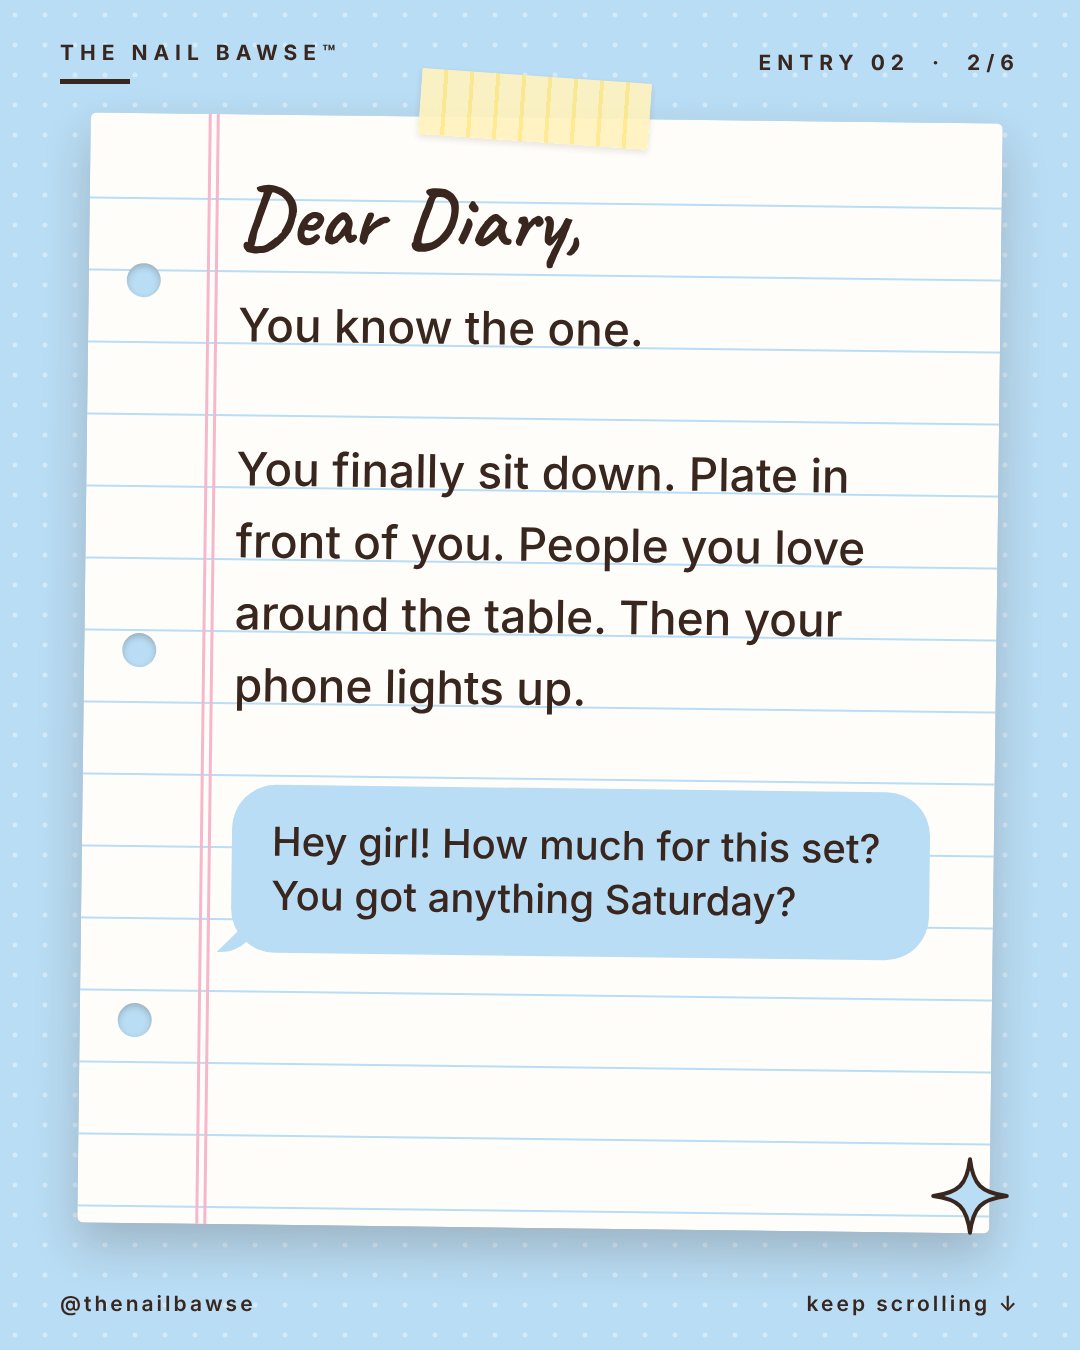 THE NAIL BAWSE™
ENTRY 02 · 2/6
Dear Diary,
You know the one.
You finally sit down. Plate in
front of you. People you love
around the table. Then your
phone lights up.
Hey girl! How much for this set?
You got anything Saturday?
@thenailbawse
keep scrolling ↓